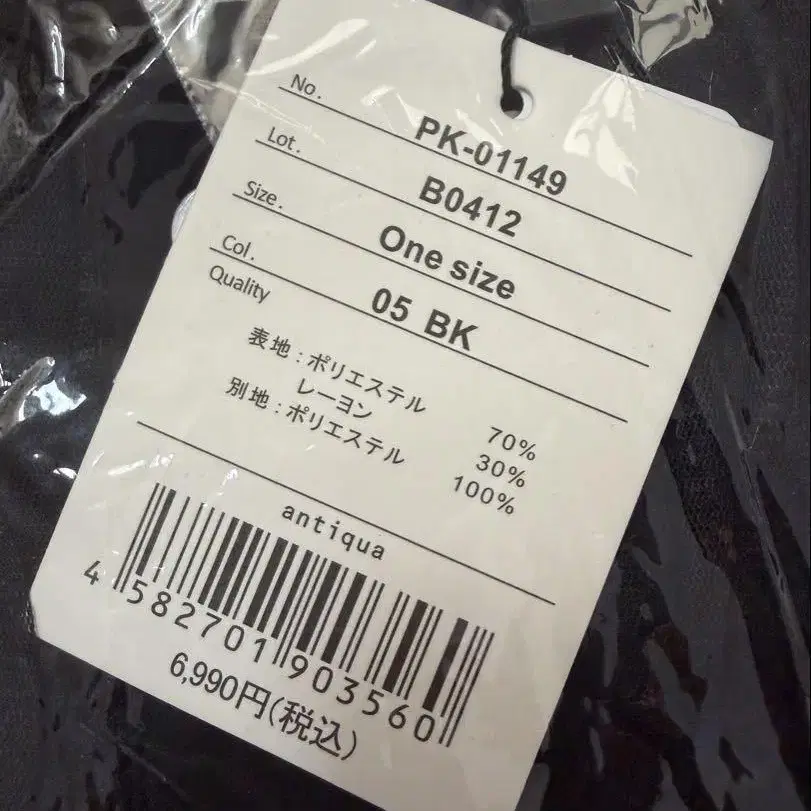 No. PK-01149
Lot. B0412
Size. One size
Col. 05 BK
Quality
表地：ポリエステル 70%
レーヨン 30%
別地：ポリエステル 100%
antiqua
4 582701 903560
6,990円(税込)